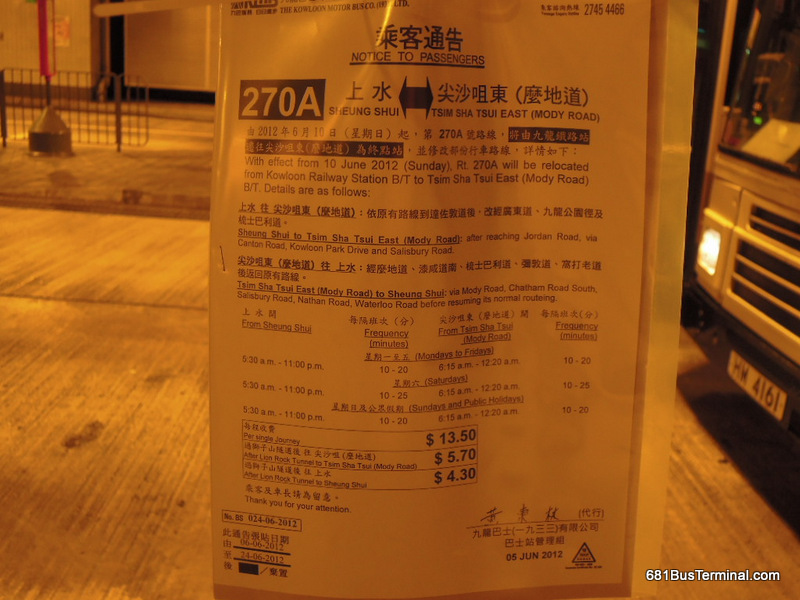 THE KOWLOON MOTOR BUS CO. (1933) LTD.
2745 4466
乘客通告
NOTICE TO PASSENGERS
270A 上水 尖沙咀東 (麼地道)
SHEUNG SHUI TSIM SHA TSUI EAST (MODY ROAD)
由 2012 年 6 月 10 日 (星期日) 起, 第 270A 號路線, 將由九龍鐵路站
遷往尖沙咀東(麼地道) 為終點站, 並修改部份行車路線, 詳情如下:
With effect from 10 June 2012 (Sunday), Rt. 270A will be relocated
from Kowloon Railway Station B/T to Tsim Sha Tsui East (Mody Road)
B/T. Details are as follows:
上水 往 尖沙咀東 (麼地道): 依原有路線到達佐敦道後, 改經廣東道、九龍公園徑及
梳士巴利道。
Sheung Shui to Tsim Sha Tsui East (Mody Road): after reaching Jordan Road, via
Canton Road, Kowloon Park Drive and Salisbury Road.
尖沙咀東 (麼地道) 往 上水: 經麼地道、漆咸道南、梳士巴利道、彌敦道、窩打老道
後返回原有路線。
Tsim Sha Tsui East (Mody Road) to Sheung Shui: via Mody Road, Chatham Road South,
Salisbury Road, Nathan Road, Waterloo Road before resuming its normal routeing.
上水 開 每隔班次 (分) 尖沙咀東 (麼地道) 開 每隔班次(分)
From Sheung Shui Frequency From Tsim Sha Tsui Frequency
(minutes) (Mody Road) (minutes)
星期一至五 (Mondays to Fridays)
5:30 a.m. - 11:00 p.m. 10 - 20 6:15 a.m. - 12:20 a.m. 10 - 20
星期六 (Saturdays)
5:30 a.m. - 11:00 p.m. 10 - 25 6:15 a.m. - 12:20 a.m. 10 - 25
星期日及公眾假期 (Sundays and Public Holidays)
5:30 a.m. - 11:00 p.m. 10 - 20 6:15 a.m. - 12:20 a.m. 10 - 20
每程收費
Per single Journey $ 13.50
過獅子山隧道後 往 尖沙咀(麼地道)
After Lion Rock Tunnel to Tsim Sha Tsui (Mody Road) $ 5.70
過獅子山隧道後 往 上水
After Lion Rock Tunnel to Sheung Shui $ 4.30
乘客及車長請為留意。
Thank you for your attention.
No. BS 024-06-2012
(代行)
九龍巴士(一九三三)有限公司
巴士站管理組
此通告張貼日期
由 06-06-2012
至 24-06-2012
後 / 棄置
05 JUN 2012
HW 4161
681BusTerminal.com